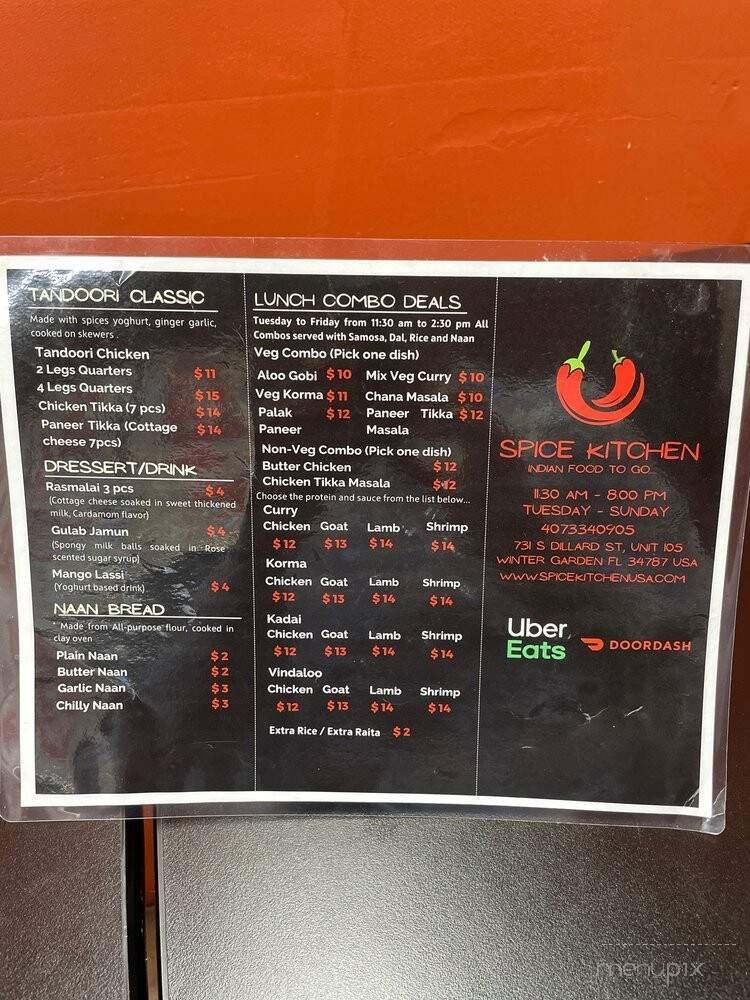 TANDOORI CLASSIC
Made with spices yoghurt, ginger garlic,
cooked on skewers .
Tandoori Chicken
2 Legs Quarters $ 11
4 Legs Quarters $ 15
Chicken Tikka (7 pcs) $ 14
Paneer Tikka (Cottage $ 14
cheese 7pcs)
DRESSERT/DRINK
Rasmalai 3 pcs $ 4
(Cottage cheese soaked in sweet thickened
milk, Cardamom flavor)
Gulab Jamun $ 4
(Spongy milk balls soaked in Rose
scented sugar syrup)
Mango Lassi
(Yoghurt based drink) $ 4
NAAN BREAD
* Made from All-purpose flour, cooked in
clay oven
Plain Naan $ 2
Butter Naan $ 2
Garlic Naan $ 3
Chilly Naan $ 3
LUNCH COMBO DEALS
Tuesday to Friday from 11:30 am to 2:30 pm All
Combos served with Samosa, Dal, Rice and Naan
Veg Combo (Pick one dish)
Aloo Gobi $ 10 Mix Veg Curry $ 10
Veg Korma $ 11 Chana Masala $ 10
Palak $ 12 Paneer Tikka $ 12
Paneer Masala
Non-Veg Combo (Pick one dish)
Butter Chicken $ 12
Chicken Tikka Masala $ 12
Choose the protein and sauce from the list below...
Curry
Chicken Goat Lamb Shrimp
$ 12 $ 13 $ 14 $ 14
Korma
Chicken Goat Lamb Shrimp
$ 12 $ 13 $ 14 $ 14
Kadai
Chicken Goat Lamb Shrimp
$ 12 $ 13 $ 14 $ 14
Vindaloo
Chicken Goat Lamb Shrimp
$ 12 $ 13 $ 14 $ 14
Extra Rice / Extra Raita $ 2
SPICE KITCHEN
INDIAN FOOD TO GO
11:30 AM - 8:00 PM
TUESDAY - SUNDAY
4073340905
731 S DILLARD ST, UNIT 105
WINTER GARDEN FL 34787 USA
WWW.SPICEKITCHENUSA.COM
Uber
Eats
DOORDASH
menupix